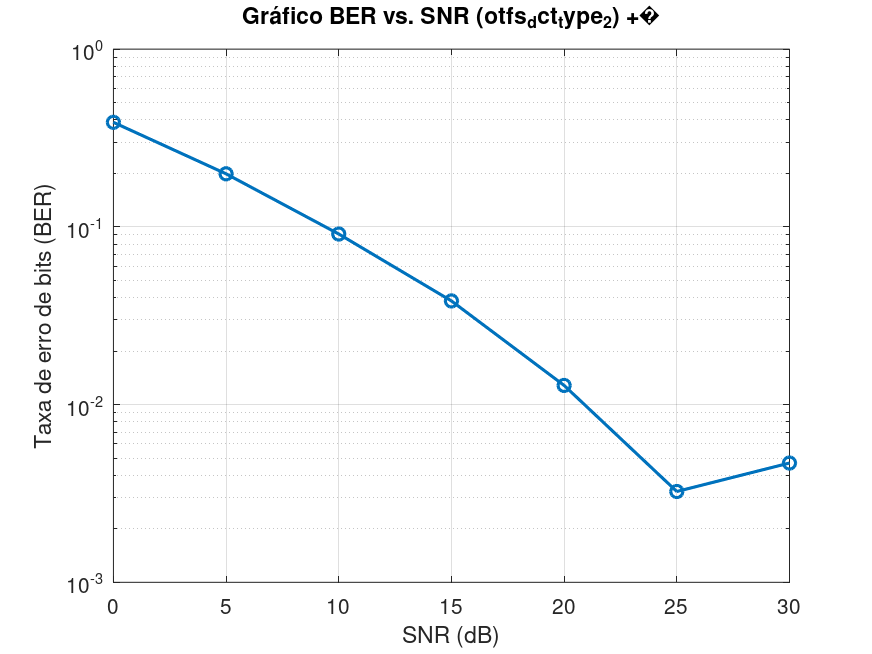 Gráfico BER vs. SNR (otfs_dct_type_2) +�
10^0
10^-1
10^-2
10^-3
Taxa de erro de bits (BER)
0 5 10 15 20 25 30
SNR (dB)